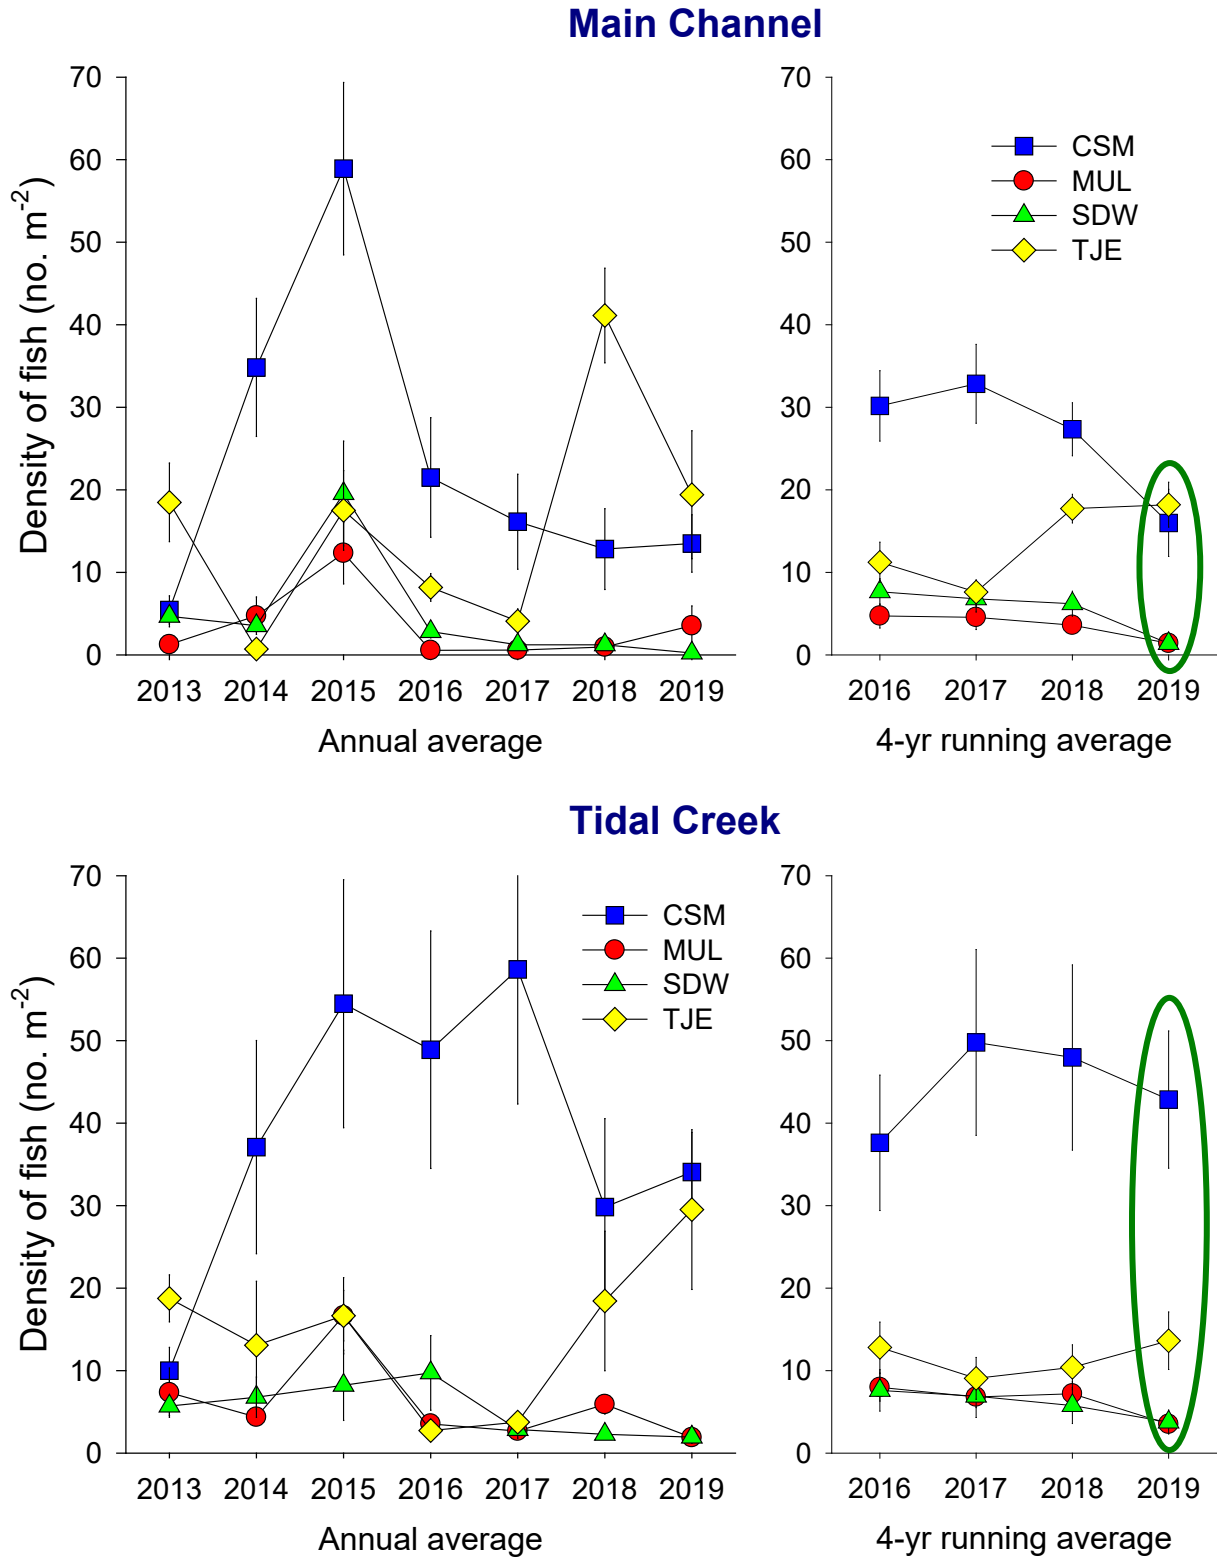 Main Channel
Density of fish (no. m-2)
70
60
50
40
30
20
10
0
2013 2014 2015 2016 2017 2018 2019
Annual average
70
60
50
40
30
20
10
0
CSM
MUL
SDW
TJE
2016 2017 2018 2019
4-yr running average
Tidal Creek
Density of fish (no. m-2)
70
60
50
40
30
20
10
0
CSM
MUL
SDW
TJE
2013 2014 2015 2016 2017 2018 2019
Annual average
70
60
50
40
30
20
10
0
2016 2017 2018 2019
4-yr running average